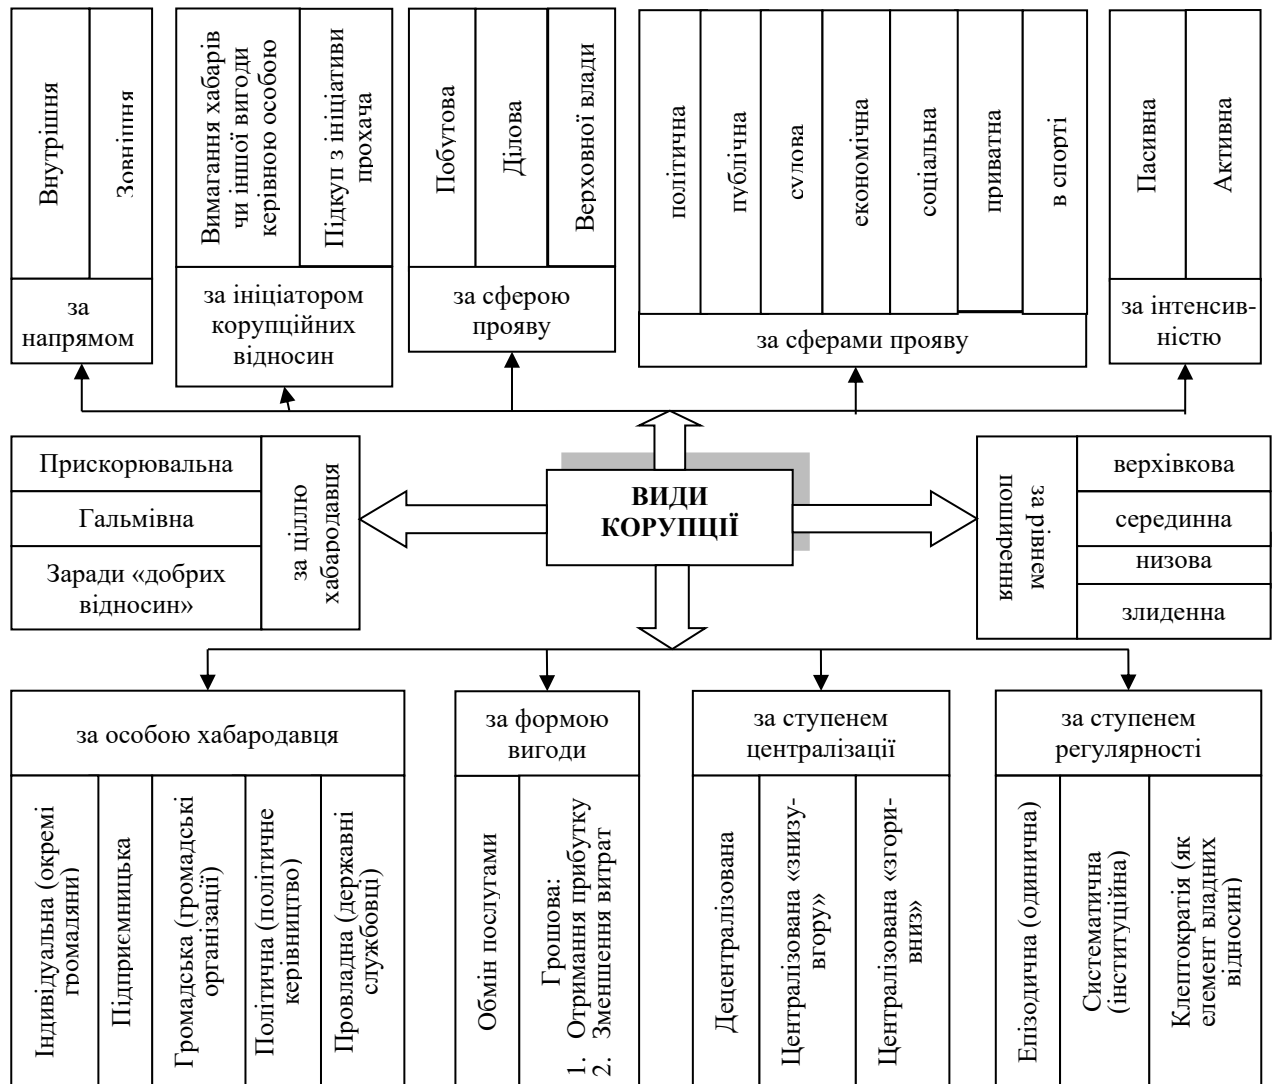 Внутрішня
Зовнішня
за
напрямом
Вимагання хабарів
чи іншої вигоди
керівною особою
Підкуп з ініціативи
прохача
за ініціатором
корупційних
відносин
Побутова
Ділова
Верховної влади
за сферою
прояву
політична
публічна
судова
економічна
соціальна
приватна
в спорті
за сферами прояву
Пасивна
Активна
за інтенсив-
ністю
Прискорювальна
Гальмівна
Заради «добрих
відносин»
за ціллю
хабародавця
ВИДИ
КОРУПЦІЇ
за рівнем
поширення
верхівкова
серединна
низова
злиденна
за особою хабародавця
Індивідуальна (окремі
громадяни)
Підприємницька
Громадська (громадські
організації)
Політична (політичне
керівництво)
Провладна (державні
службовці)
за формою
вигоди
Обмін послугами
Грошова:
1. Отримання прибутку
2. Зменшення витрат
за ступенем
централізації
Децентралізована
Централізована «знизу-
вгору»
Централізована «згори-
вниз»
за ступенем
регулярності
Епізодична (одинична)
Систематична
(інституційна)
Клептократія (як
елемент владних
відносин)